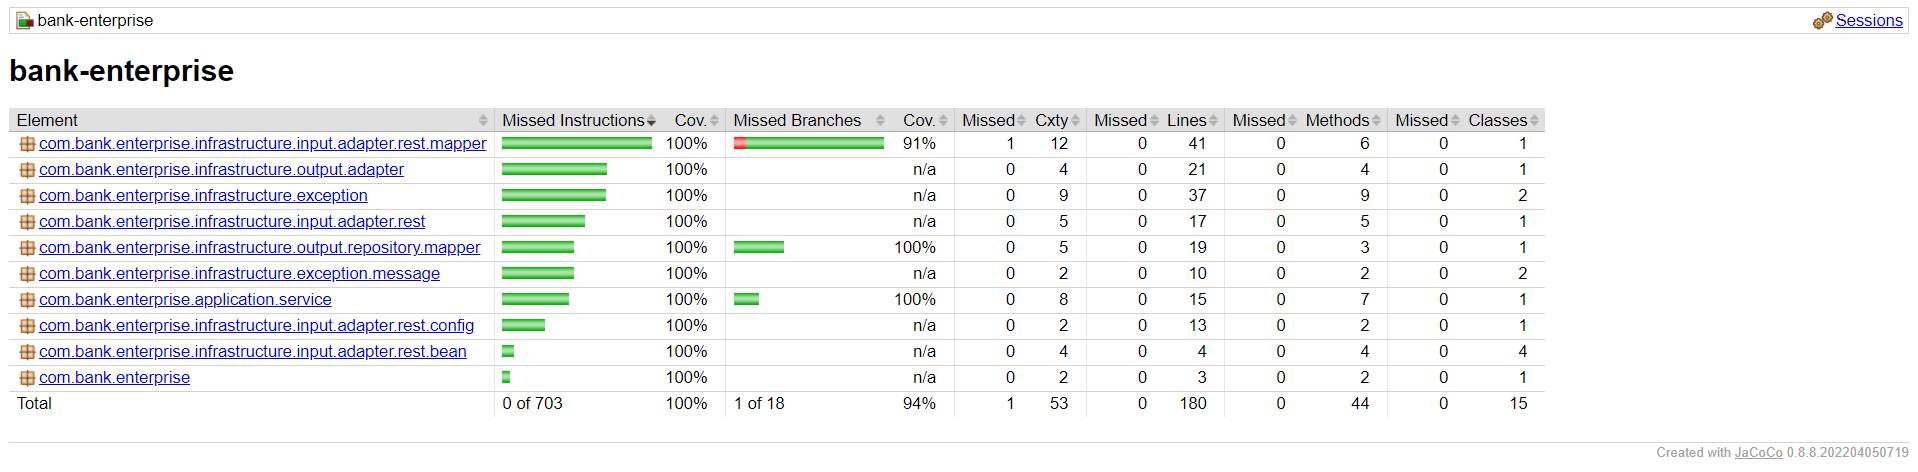 bank-enterprise Sessions
bank-enterprise
Element Missed Instructions Cov. Missed Branches Cov. Missed Cxty Missed Lines Missed Methods Missed Classes
com.bank.enterprise.infrastructure.input.adapter.rest.mapper 100% 91% 1 12 0 41 0 6 0 1
com.bank.enterprise.infrastructure.output.adapter 100% n/a 0 4 0 21 0 4 0 1
com.bank.enterprise.infrastructure.exception 100% n/a 0 9 0 37 0 9 0 2
com.bank.enterprise.infrastructure.input.adapter.rest 100% n/a 0 5 0 17 0 5 0 1
com.bank.enterprise.infrastructure.output.repository.mapper 100% 100% 0 5 0 19 0 3 0 1
com.bank.enterprise.infrastructure.exception.message 100% n/a 0 2 0 10 0 2 0 2
com.bank.enterprise.application.service 100% 100% 0 8 0 15 0 7 0 1
com.bank.enterprise.infrastructure.input.adapter.rest.config 100% n/a 0 2 0 13 0 2 0 1
com.bank.enterprise.infrastructure.input.adapter.rest.bean 100% n/a 0 4 0 4 0 4 0 4
com.bank.enterprise 100% n/a 0 2 0 3 0 2 0 1
Total 0 of 703 100% 1 of 18 94% 1 53 0 180 0 44 0 15
Created with JaCoCo 0.8.8.202204050719